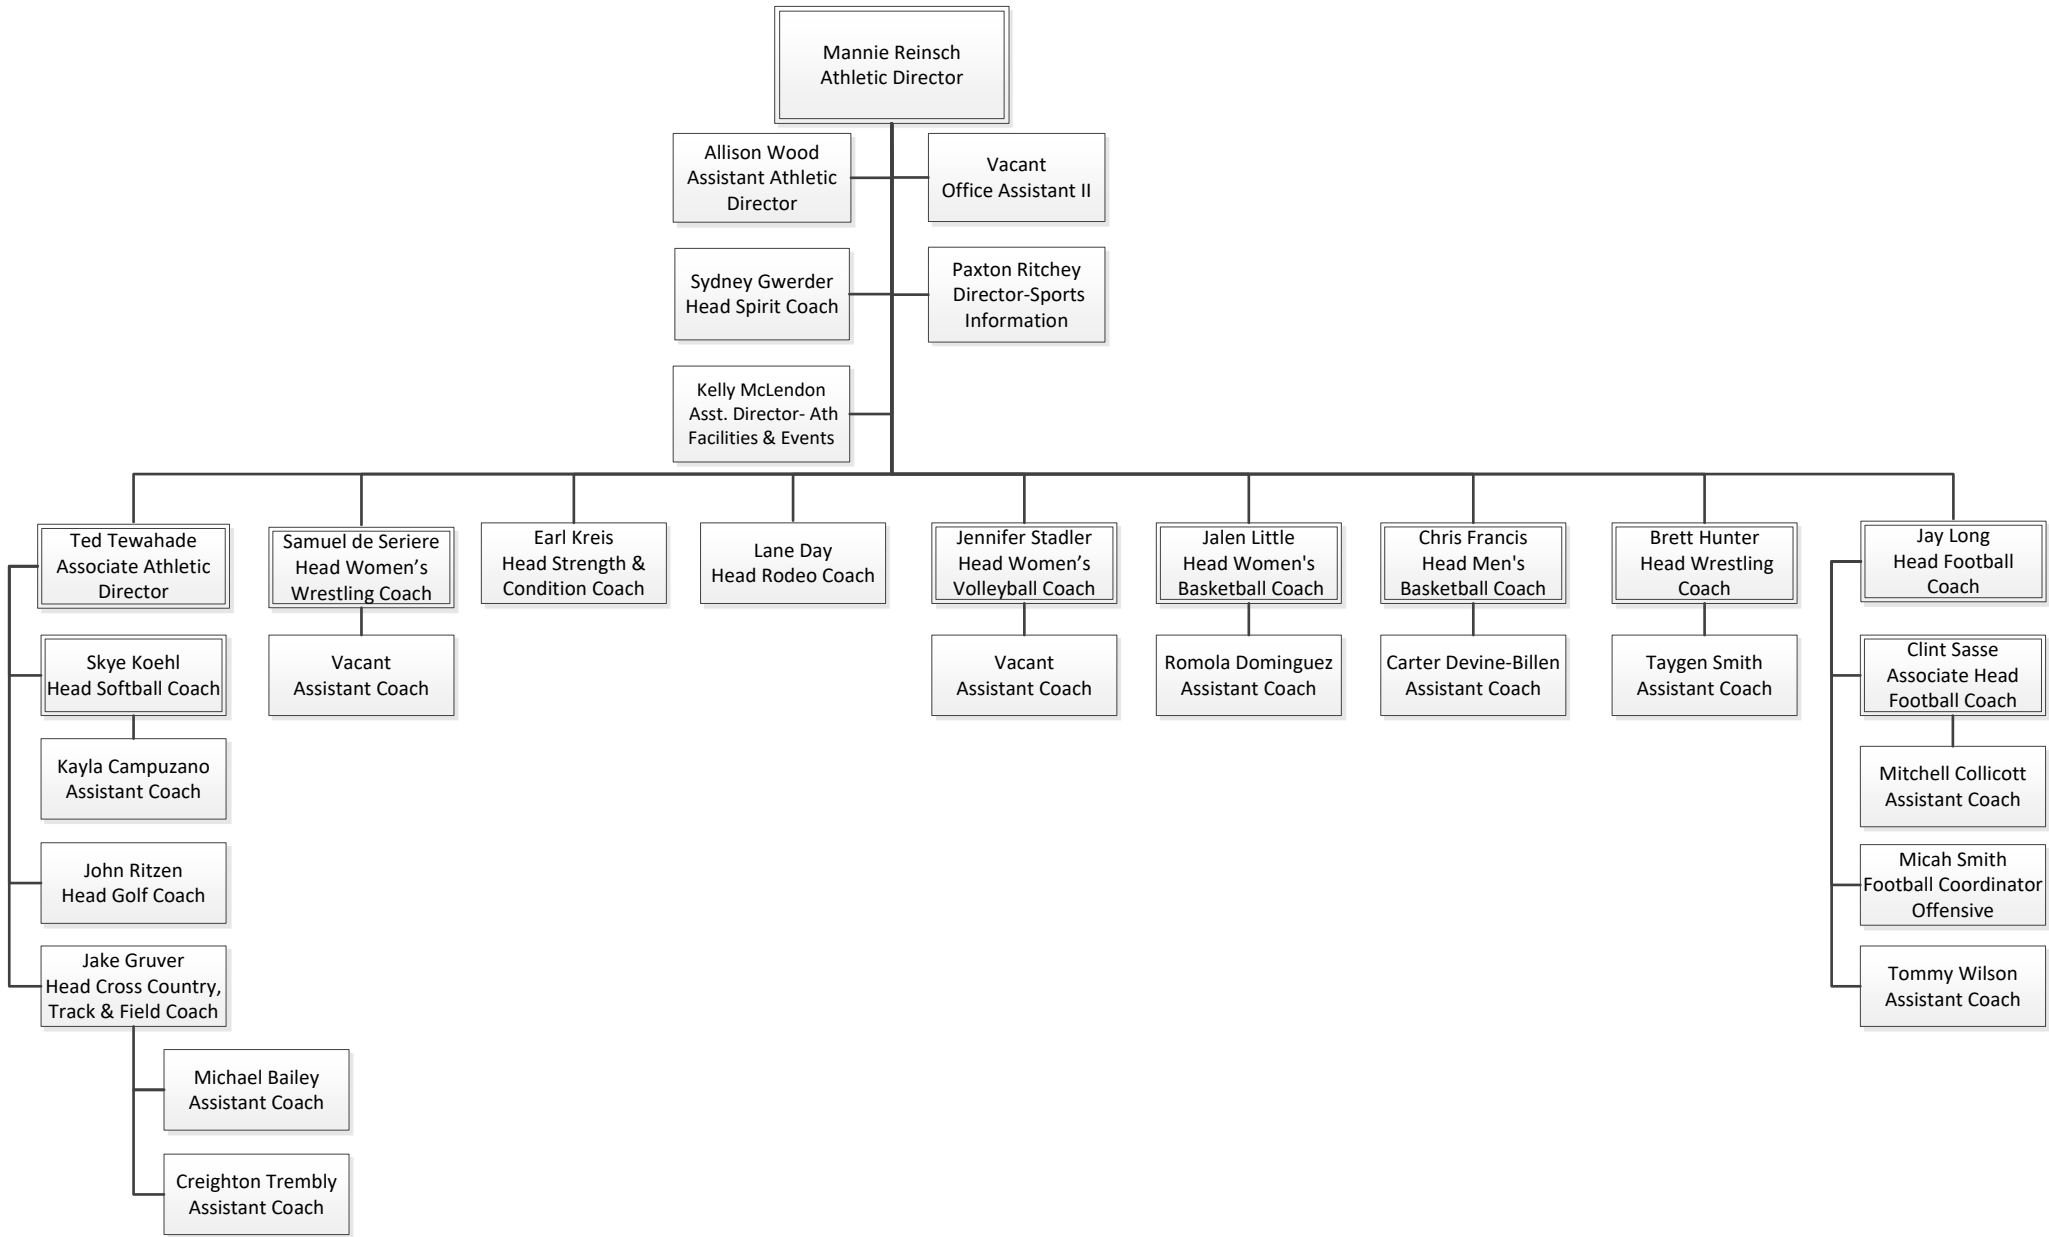 Mannie Reinsch
Athletic Director
Allison Wood
Assistant Athletic
Director
Vacant
Office Assistant II
Sydney Gwerder
Head Spirit Coach
Paxton Ritchey
Director-Sports
Information
Kelly McLendon
Asst. Director- Ath
Facilities & Events
Ted Tewahade
Associate Athletic
Director
Samuel de Seriere
Head Women’s
Wrestling Coach
Earl Kreis
Head Strength &
Condition Coach
Lane Day
Head Rodeo Coach
Jennifer Stadler
Head Women’s
Volleyball Coach
Jalen Little
Head Women's
Basketball Coach
Chris Francis
Head Men's
Basketball Coach
Brett Hunter
Head Wrestling
Coach
Jay Long
Head Football
Coach
Skye Koehl
Head Softball Coach
Vacant
Assistant Coach
Vacant
Assistant Coach
Romola Dominguez
Assistant Coach
Carter Devine-Billen
Assistant Coach
Taygen Smith
Assistant Coach
Clint Sasse
Associate Head
Football Coach
Kayla Campuzano
Assistant Coach
Mitchell Collicott
Assistant Coach
John Ritzen
Head Golf Coach
Micah Smith
Football Coordinator
Offensive
Jake Gruver
Head Cross Country,
Track & Field Coach
Tommy Wilson
Assistant Coach
Michael Bailey
Assistant Coach
Creighton Trembly
Assistant Coach